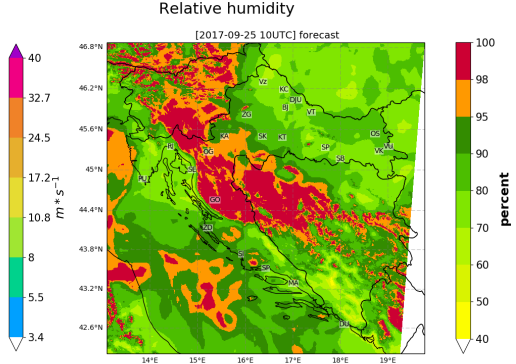 Relative humidity
[2017-09-25 10UTC] forecast
46.8°N
46.2°N
45.6°N
45°N
44.4°N
43.8°N
43.2°N
42.6°N
14°E
15°E
16°E
17°E
18°E
19°E
40
32.7
24.5
17.2
10.8
8
5.5
3.4
m*s⁻¹
100
98
95
90
80
70
60
50
40
percent
VZ
KC
DJU
BJ
VT
ZG
KA
SK
KT
OS
VU
VK
SP
SB
RI
OG
SE
PU
GO
ZD
SI
SP
MA
DU